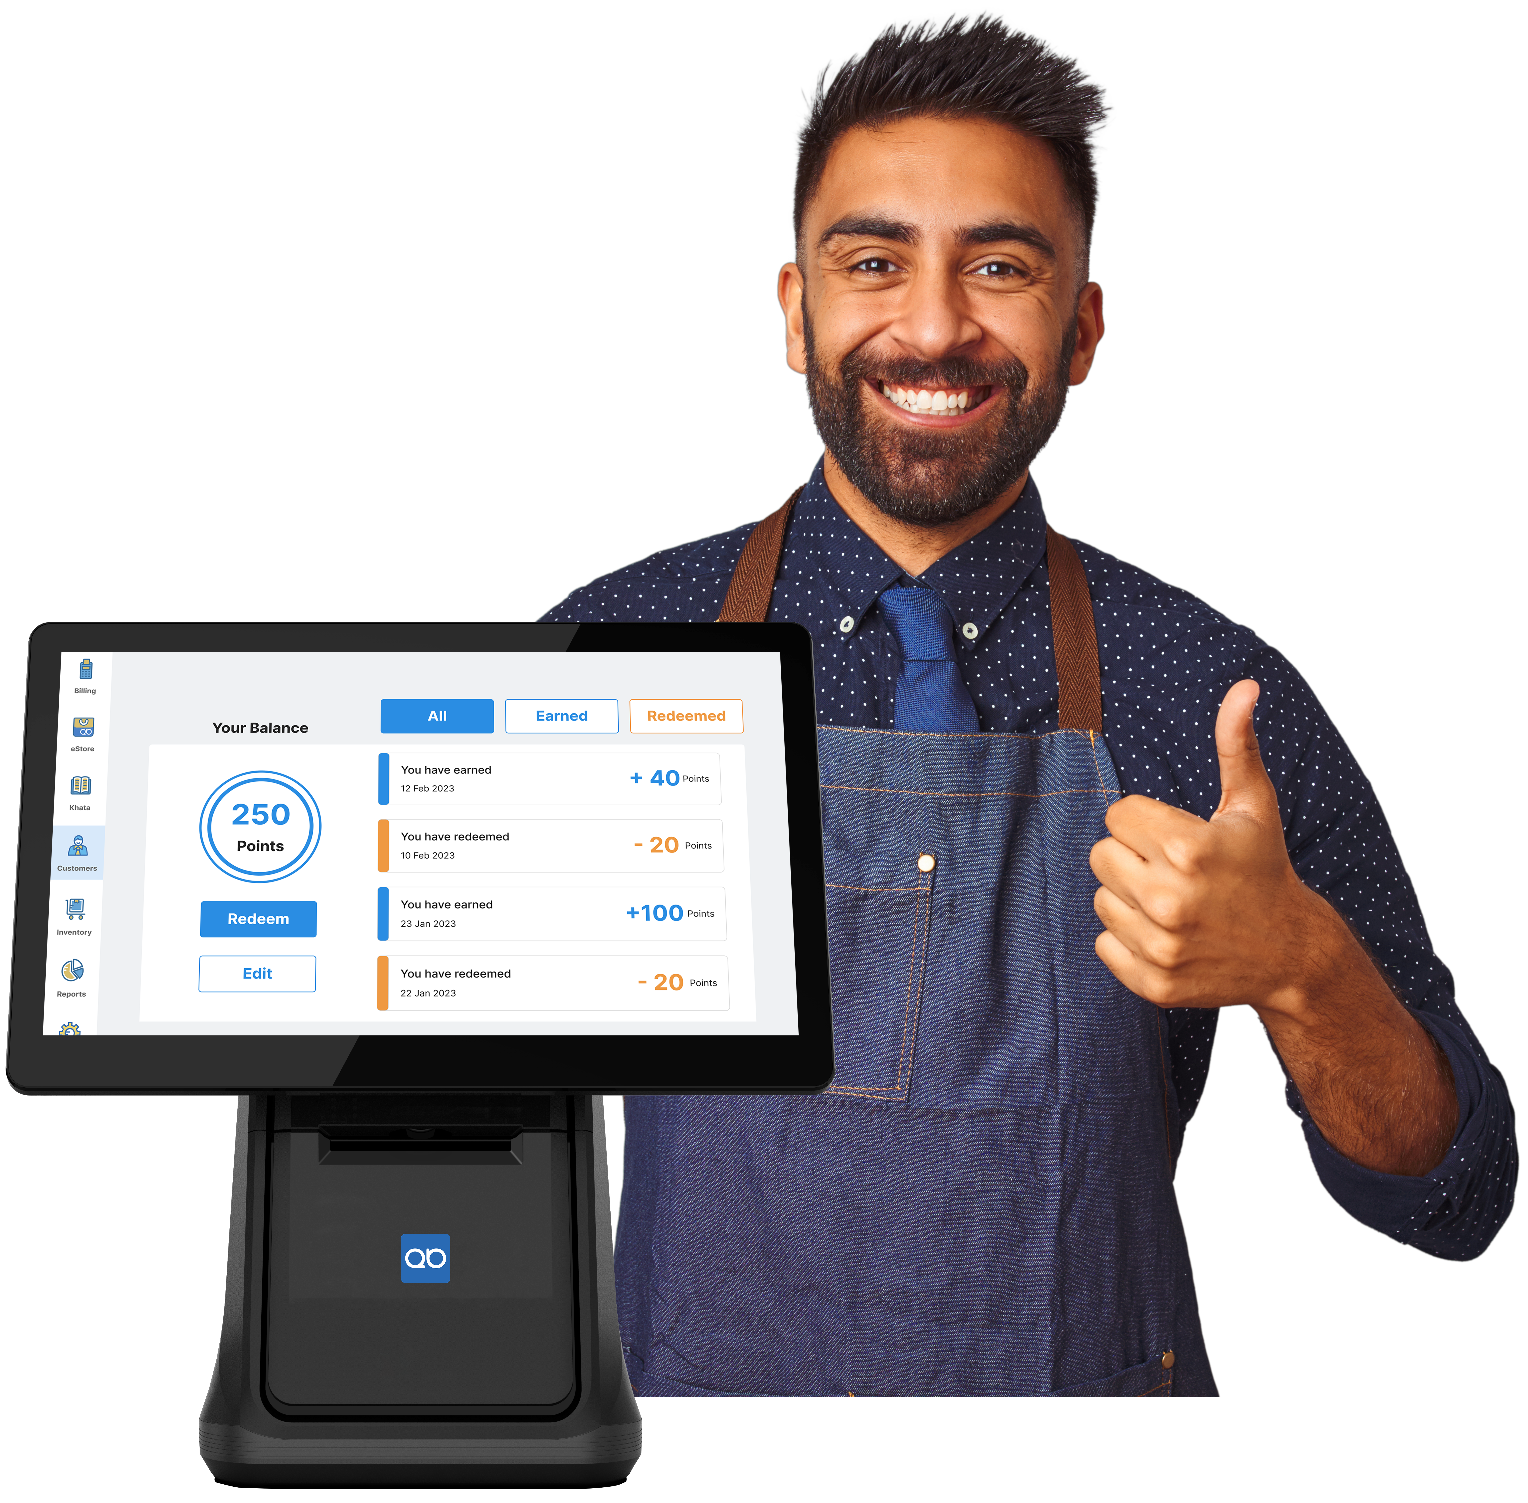 Billing
eStore
Khata
Customers
Inventory
Reports
Your Balance
250
Points
Redeem
Edit
All
Earned
Redeemed
You have earned
12 Feb 2023
+ 40 Points
You have redeemed
10 Feb 2023
- 20 Points
You have earned
23 Jan 2023
+100 Points
You have redeemed
22 Jan 2023
- 20 Points